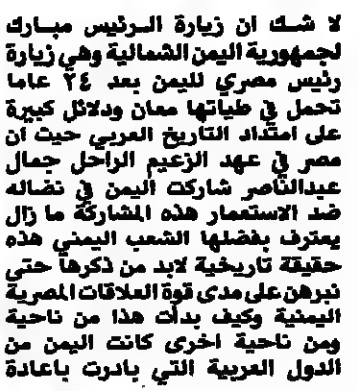 لا شـك ان زيارة الـرئيس مبـارك
لجمهورية اليمن الشمالية وهي زيارة
رئيس مصري لليمن بعد ٢٤ عاما
تحمل في طياتها معان ودلائل كبيرة
على امتداد التاريخ العربي حيث ان
مصر في عهد الزعيم الراحل جمال
عبدالناصر شاركت اليمن في نضاله
ضد الاستعمار هذه المشاركة ما زال
يعترف بفضلها الشعب اليمني هذه
حقيقة تاريخية لابد من ذكرها حتى
نبرهن على مدى قوة العلاقات المصرية
اليمنية وكيف بدأت هذا من ناحية
ومن ناحية اخرى كانت اليمن من
الدول العربية التي بادرت باعادة